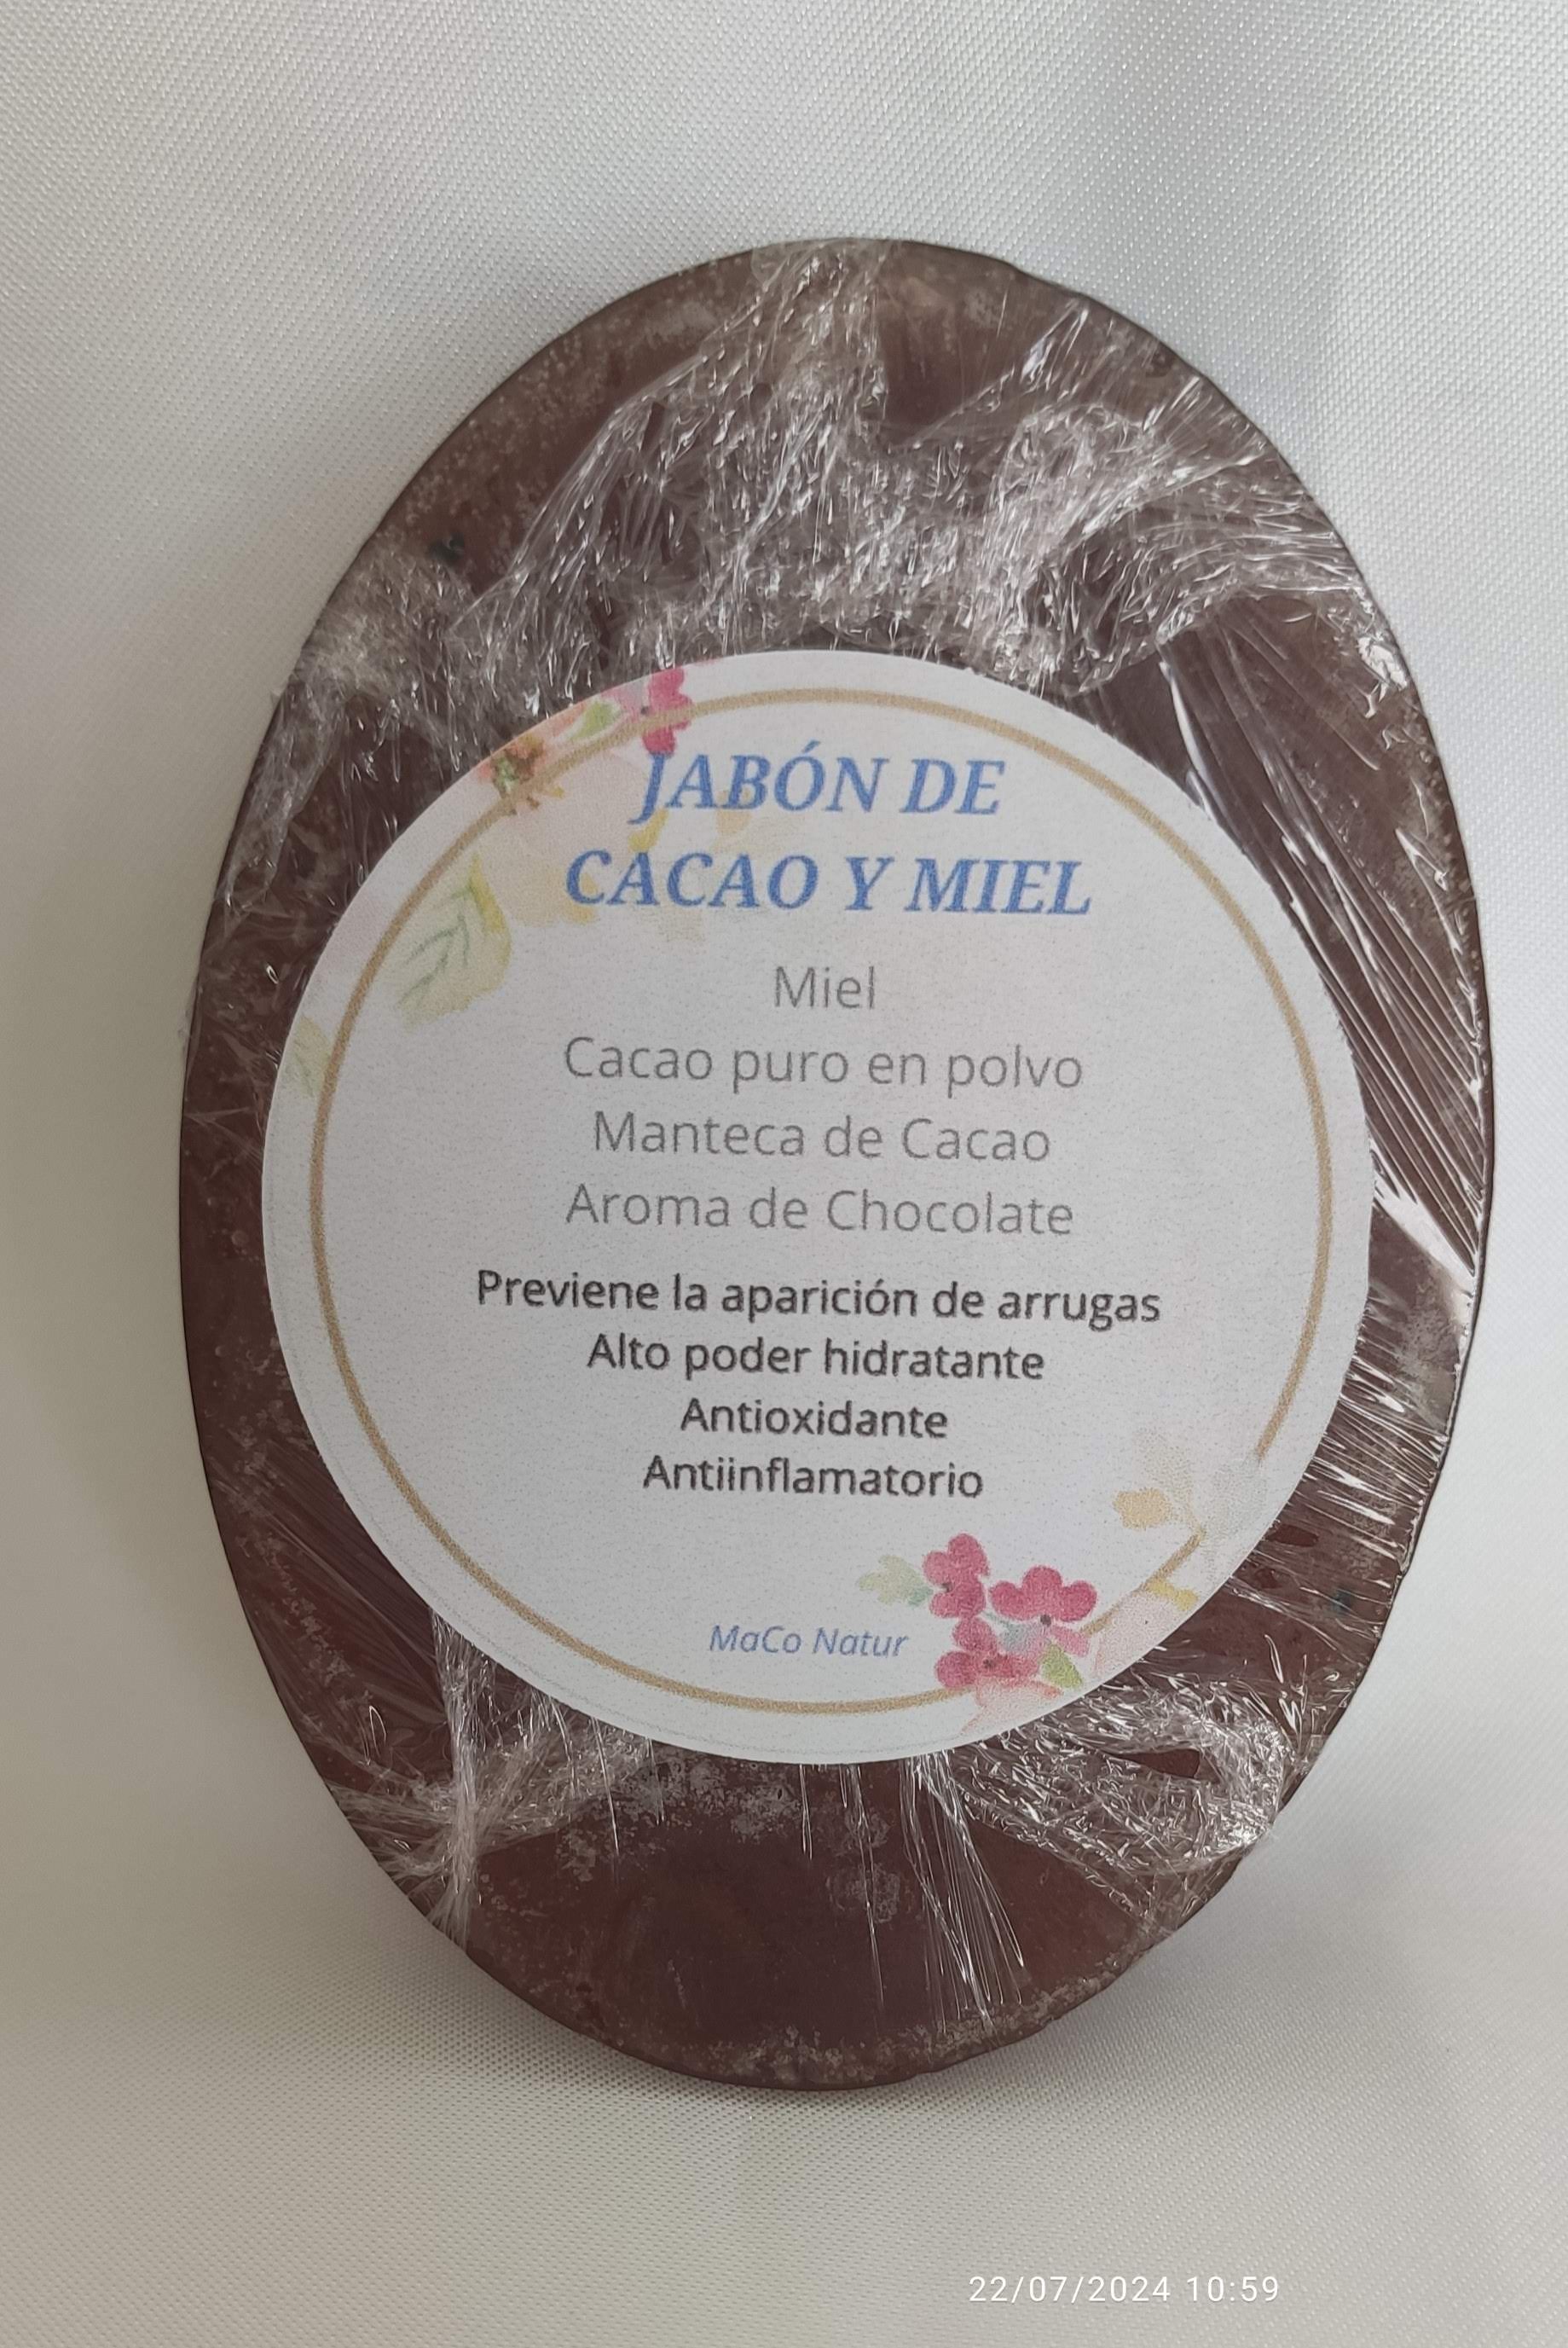 JABÓN DE
CACAO Y MIEL
Miel
Cacao puro en polvo
Manteca de Cacao
Aroma de Chocolate
Previene la aparición de arrugas
Alto poder hidratante
Antioxidante
Antiinflamatorio
MaCo Natur
22/07/2024 10:59